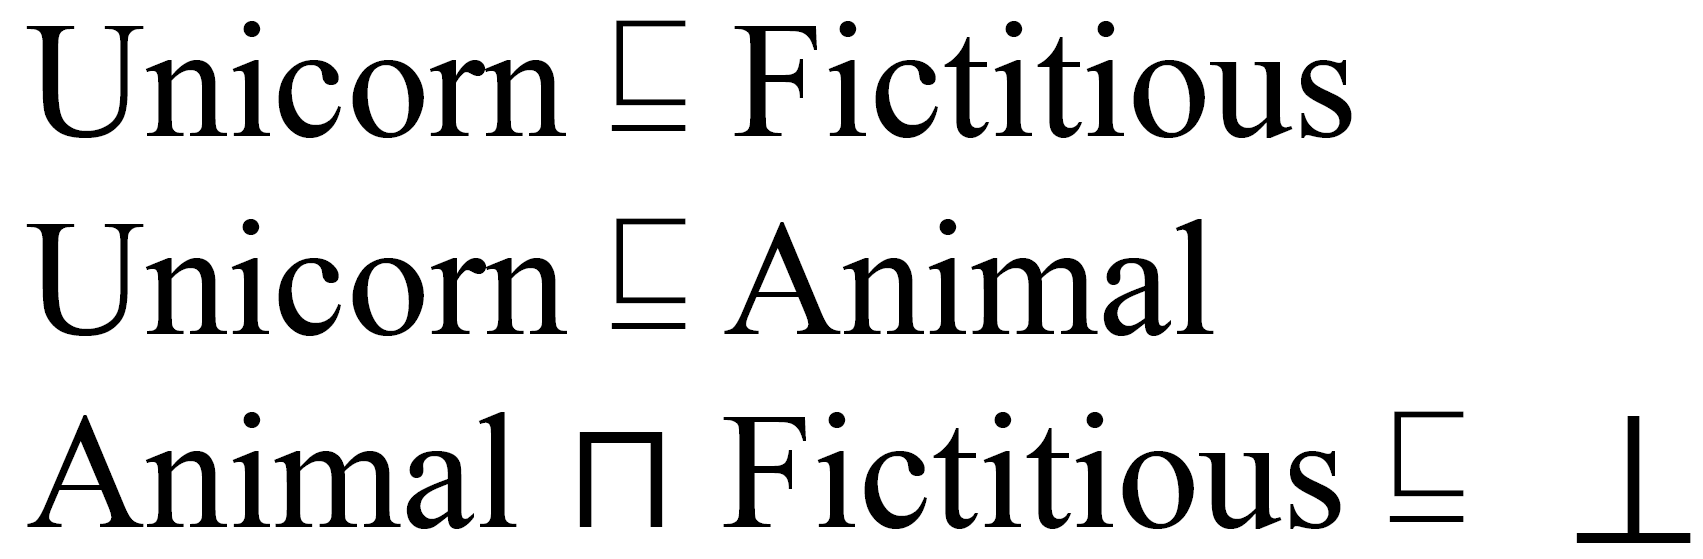 Unicorn ⊑ Fictitious
Unicorn ⊑ Animal
Animal ⊓ Fictitious ⊑ ⊥